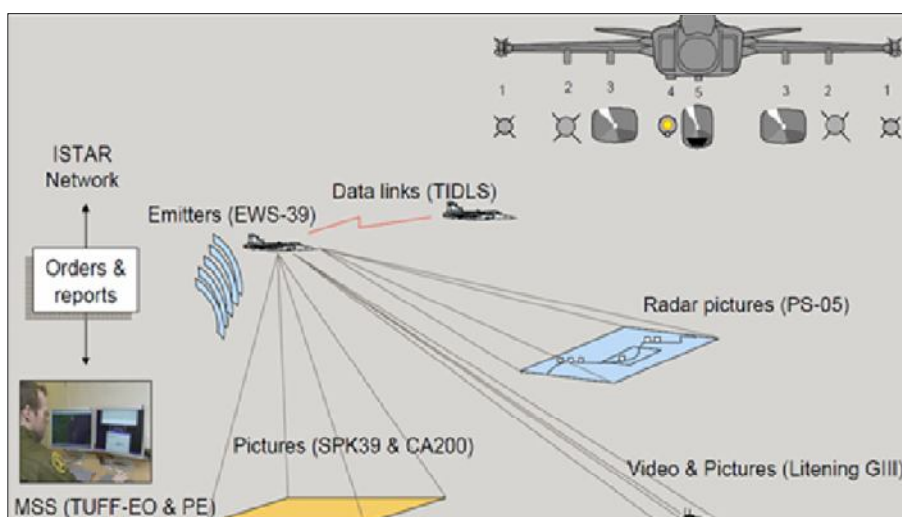 1 2 3 4 5 3 2 1
ISTAR
Network
Data links (TIDLS)
Emitters (EWS-39)
Orders &
reports
Radar pictures (PS-05)
Pictures (SPK39 & CA200)
Video & Pictures (Litening GIII)
MSS (TUFF-EO & PE)